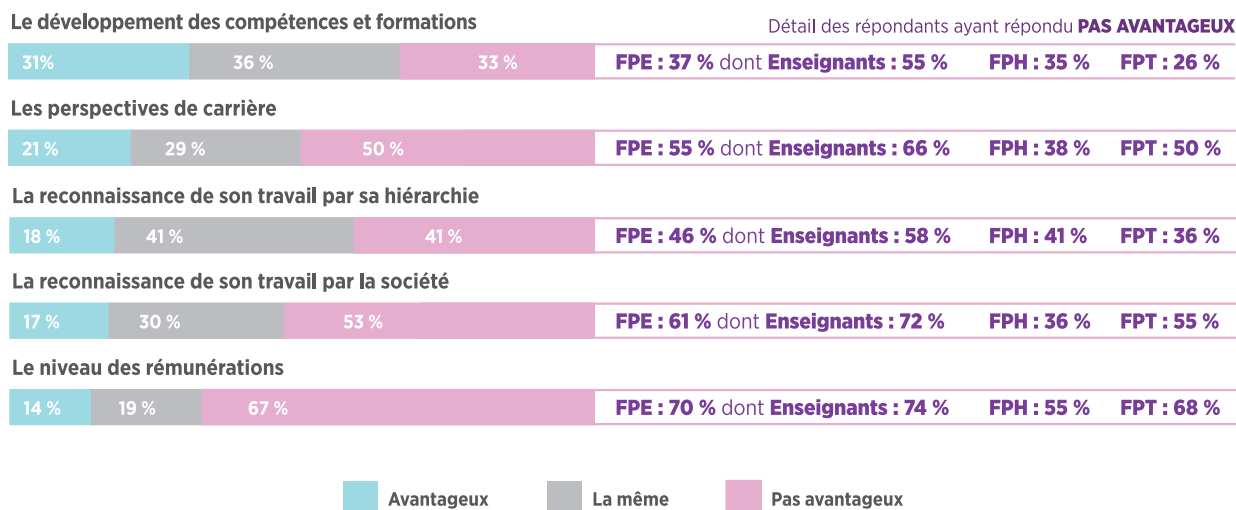 Le développement des compétences et formations
Détail des répondants ayant répondu PAS AVANTAGEUX
31% 36 % 33 % FPE : 37 % dont Enseignants : 55 % FPH : 35 % FPT : 26 %
Les perspectives de carrière
21 % 29 % 50 % FPE : 55 % dont Enseignants : 66 % FPH : 38 % FPT : 50 %
La reconnaissance de son travail par sa hiérarchie
18 % 41 % 41 % FPE : 46 % dont Enseignants : 58 % FPH : 41 % FPT : 36 %
La reconnaissance de son travail par la société
17 % 30 % 53 % FPE : 61 % dont Enseignants : 72 % FPH : 36 % FPT : 55 %
Le niveau des rémunérations
14 % 19 % 67 % FPE : 70 % dont Enseignants : 74 % FPH : 55 % FPT : 68 %
Avantageux La même Pas avantageux